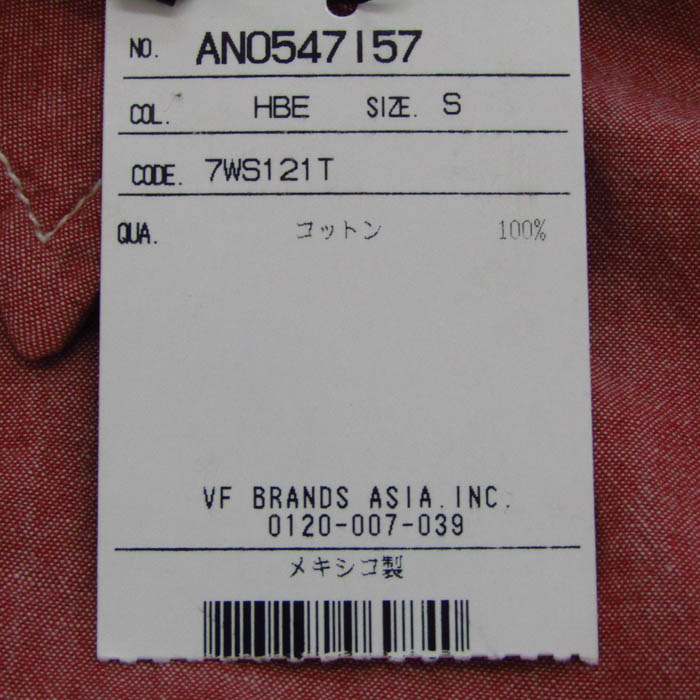 NO. AN0547157
COL. HBE SIZE. S
CODE. 7WS121T
QUA. コットン 100%
VF BRANDS ASIA.INC.
0120-007-039
メキシコ製